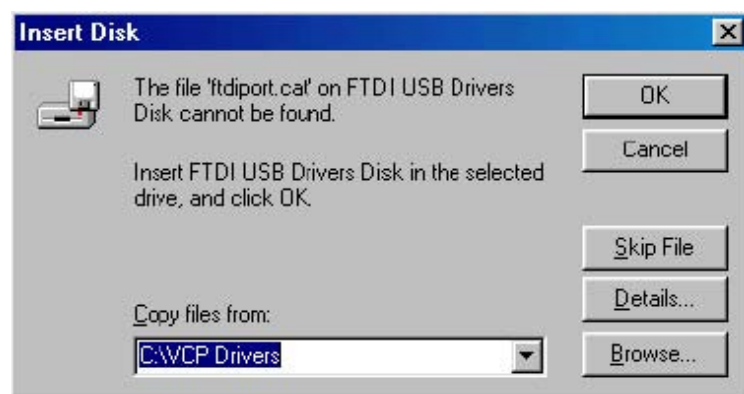 Insert Disk
The file 'ftdiport.cat' on FTDI USB Drivers
Disk cannot be found.
Insert FTDI USB Drivers Disk in the selected
drive, and click OK.
Copy files from:
C:\VCP Drivers
OK
Cancel
Skip File
Details...
Browse...